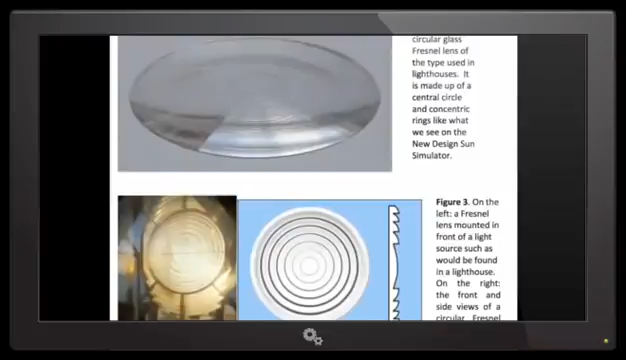 circular glass
Fresnel lens of
the type used in
lighthouses. It
is made up of a
central circle
and concentric
rings like what
we see on the
New Design Sun
Simulator.
Figure 3. On the
left: a Fresnel
lens mounted in
front of a light
source such as
would be found
in a lighthouse.
On the right:
the front and
side views of a
circular Fresnel